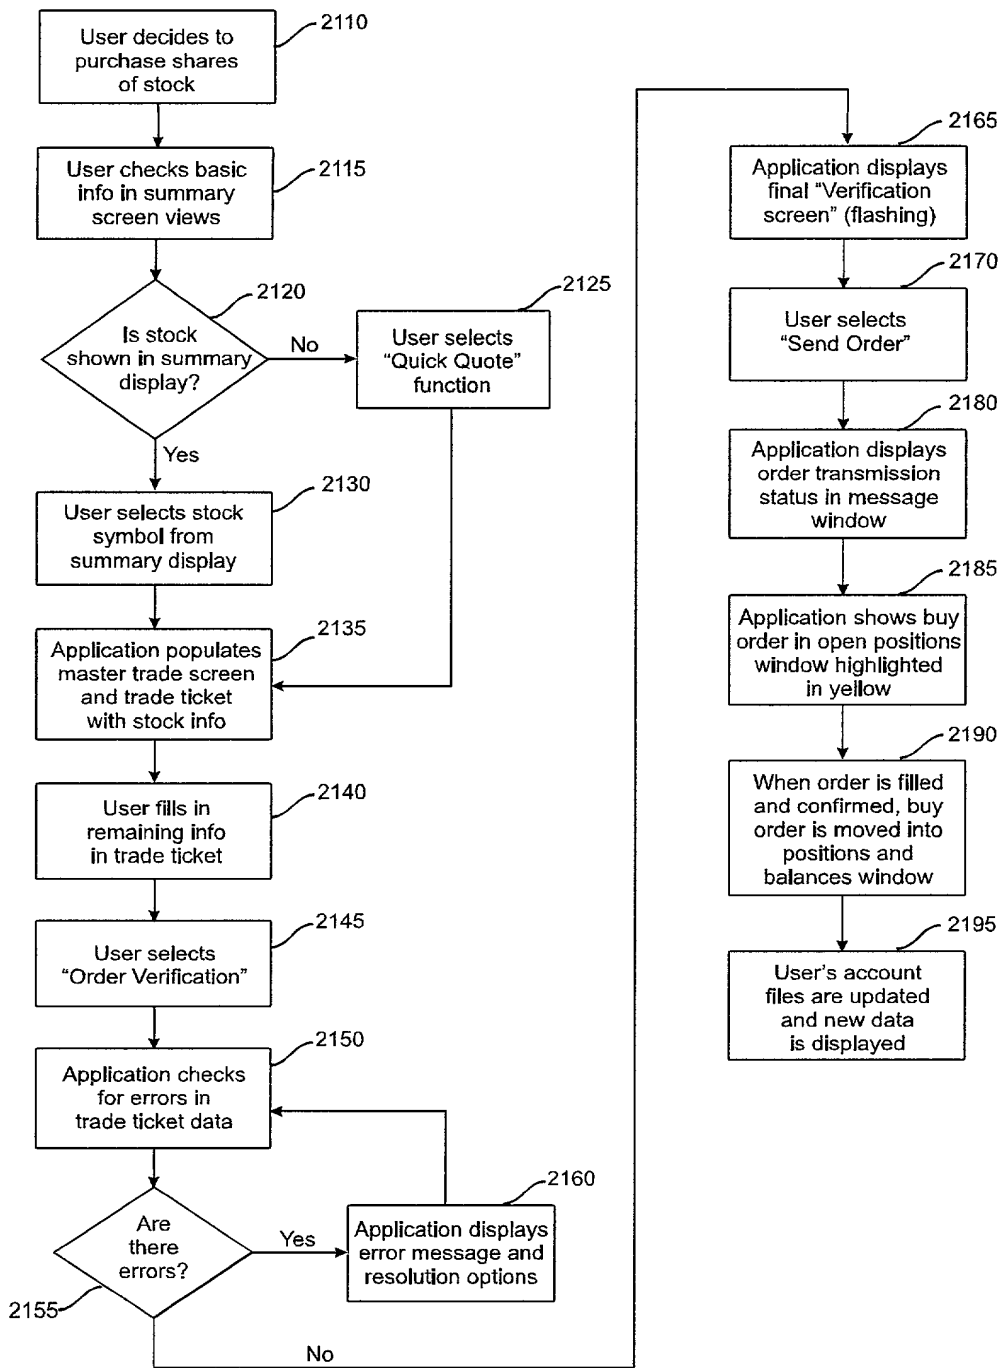 2110
User decides to
purchase shares
of stock
2115
User checks basic
info in summary
screen views
2120
Is stock
shown in summary
display?
No
Yes
2125
User selects
“Quick Quote”
function
2130
User selects stock
symbol from
summary display
2135
Application populates
master trade screen
and trade ticket
with stock info
2140
User fills in
remaining info
in trade ticket
2145
User selects
“Order Verification”
2150
Application checks
for errors in
trade ticket data
Are
there
errors?
2155
Yes
2160
Application displays
error message and
resolution options
No
2165
Application displays
final “Verification
screen” (flashing)
2170
User selects
“Send Order”
2180
Application displays
order transmission
status in message
window
2185
Application shows buy
order in open positions
window highlighted
in yellow
2190
When order is filled
and confirmed, buy
order is moved into
positions and
balances window
2195
User’s account
files are updated
and new data
is displayed